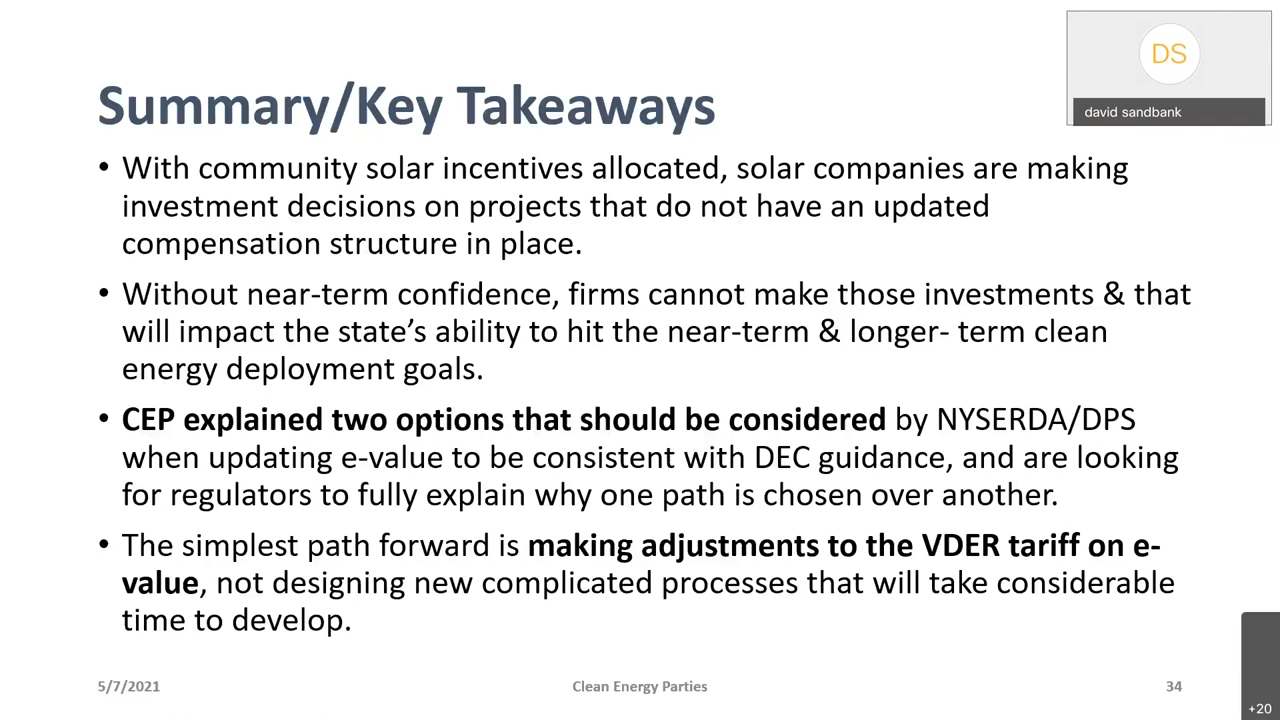 DS
david sandbank
Summary/Key Takeaways
• With community solar incentives allocated, solar companies are making
investment decisions on projects that do not have an updated
compensation structure in place.
• Without near-term confidence, firms cannot make those investments & that
will impact the state’s ability to hit the near-term & longer- term clean
energy deployment goals.
• CEP explained two options that should be considered by NYSERDA/DPS
when updating e-value to be consistent with DEC guidance, and are looking
for regulators to fully explain why one path is chosen over another.
• The simplest path forward is making adjustments to the VDER tariff on e-
value, not designing new complicated processes that will take considerable
time to develop.
5/7/2021
Clean Energy Parties
34
+20